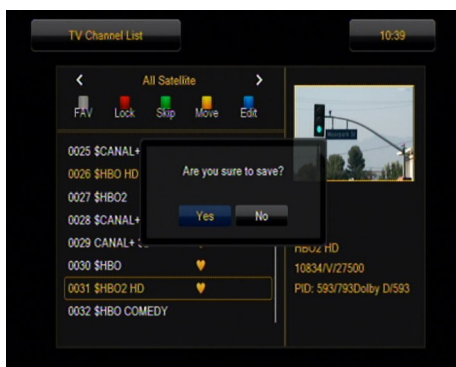 TV Channel List
10:39
All Satellite
FAV Lock Skip Move Edit
0025 $CANAL+
0026 $HBO HD
0027 $HBO2
0028 $CANAL+
0029 CANAL+
0030 $HBO
0031 $HBO2 HD
0032 $HBO COMEDY
Are you sure to save?
Yes No
HBO2 HD
10834/V/27500
PID: 593/793Dolby D/593